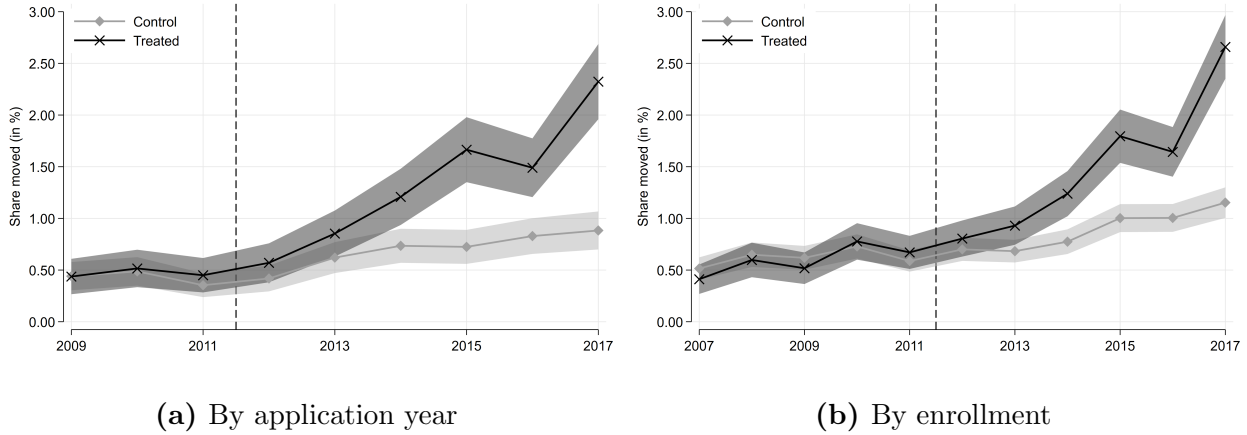 3.00
2.50
2.00
1.50
1.00
0.50
0.00
Share moved (in %)
Control
Treated
2009 2011 2013 2015 2017
(a) By application year
3.00
2.50
2.00
1.50
1.00
0.50
0.00
Share moved (in %)
Control
Treated
2007 2009 2011 2013 2015 2017
(b) By enrollment